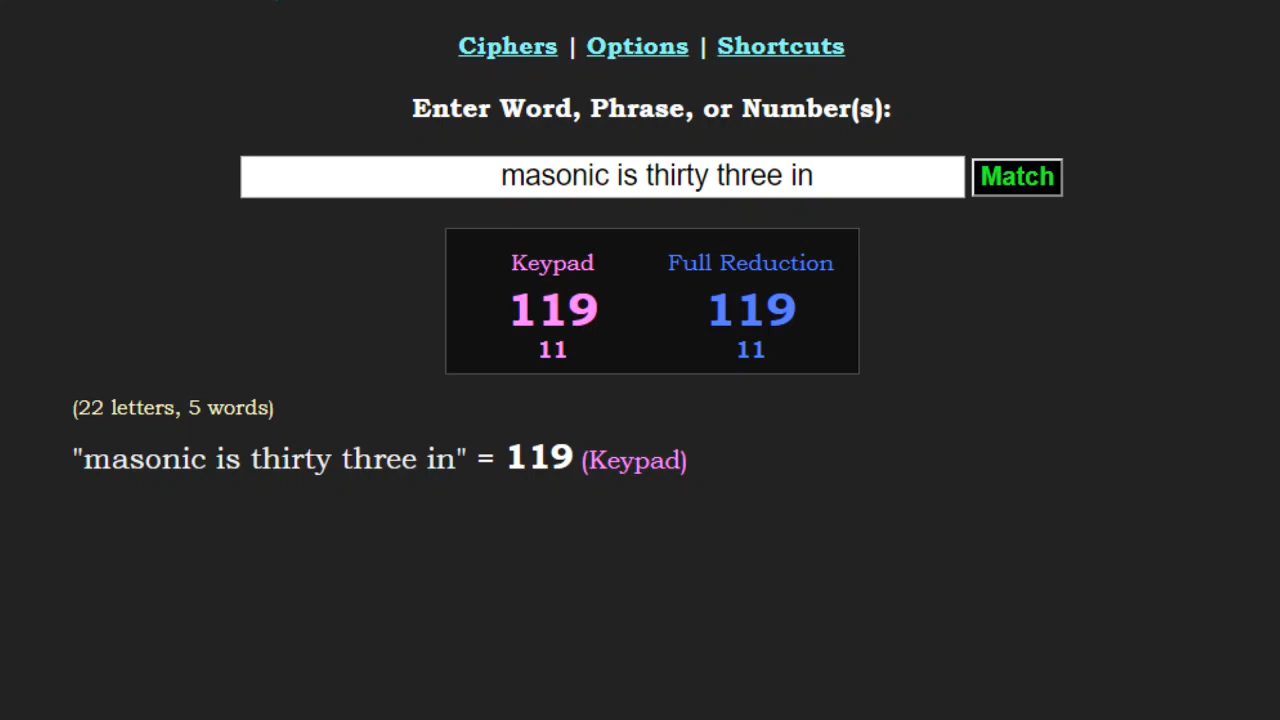 Ciphers | Options | Shortcuts
Enter Word, Phrase, or Number(s):
masonic is thirty three in Match
Keypad Full Reduction
119 119
11 11
(22 letters, 5 words)
"masonic is thirty three in" = 119 (Keypad)